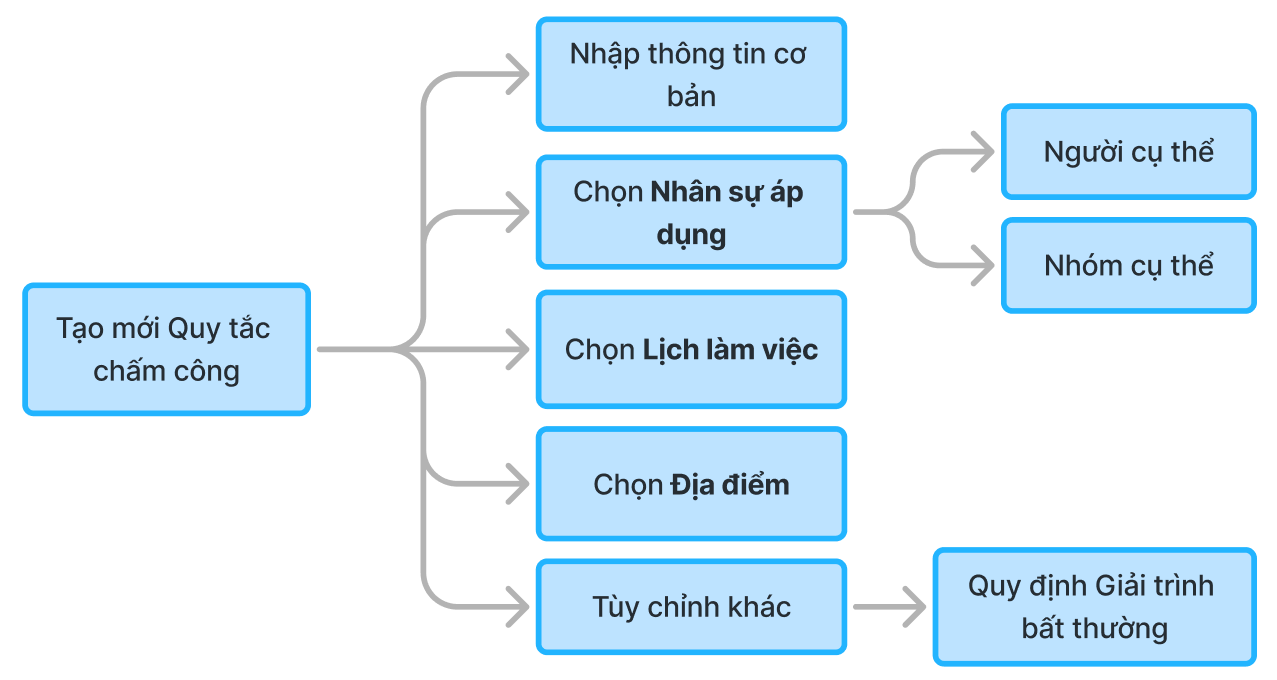 Nhập thông tin cơ
bản
Chọn Nhân sự áp
dụng
Người cụ thể
Nhóm cụ thể
Tạo mới Quy tắc
chấm công
Chọn Lịch làm việc
Chọn Địa điểm
Tùy chỉnh khác
Quy định Giải trình
bất thường